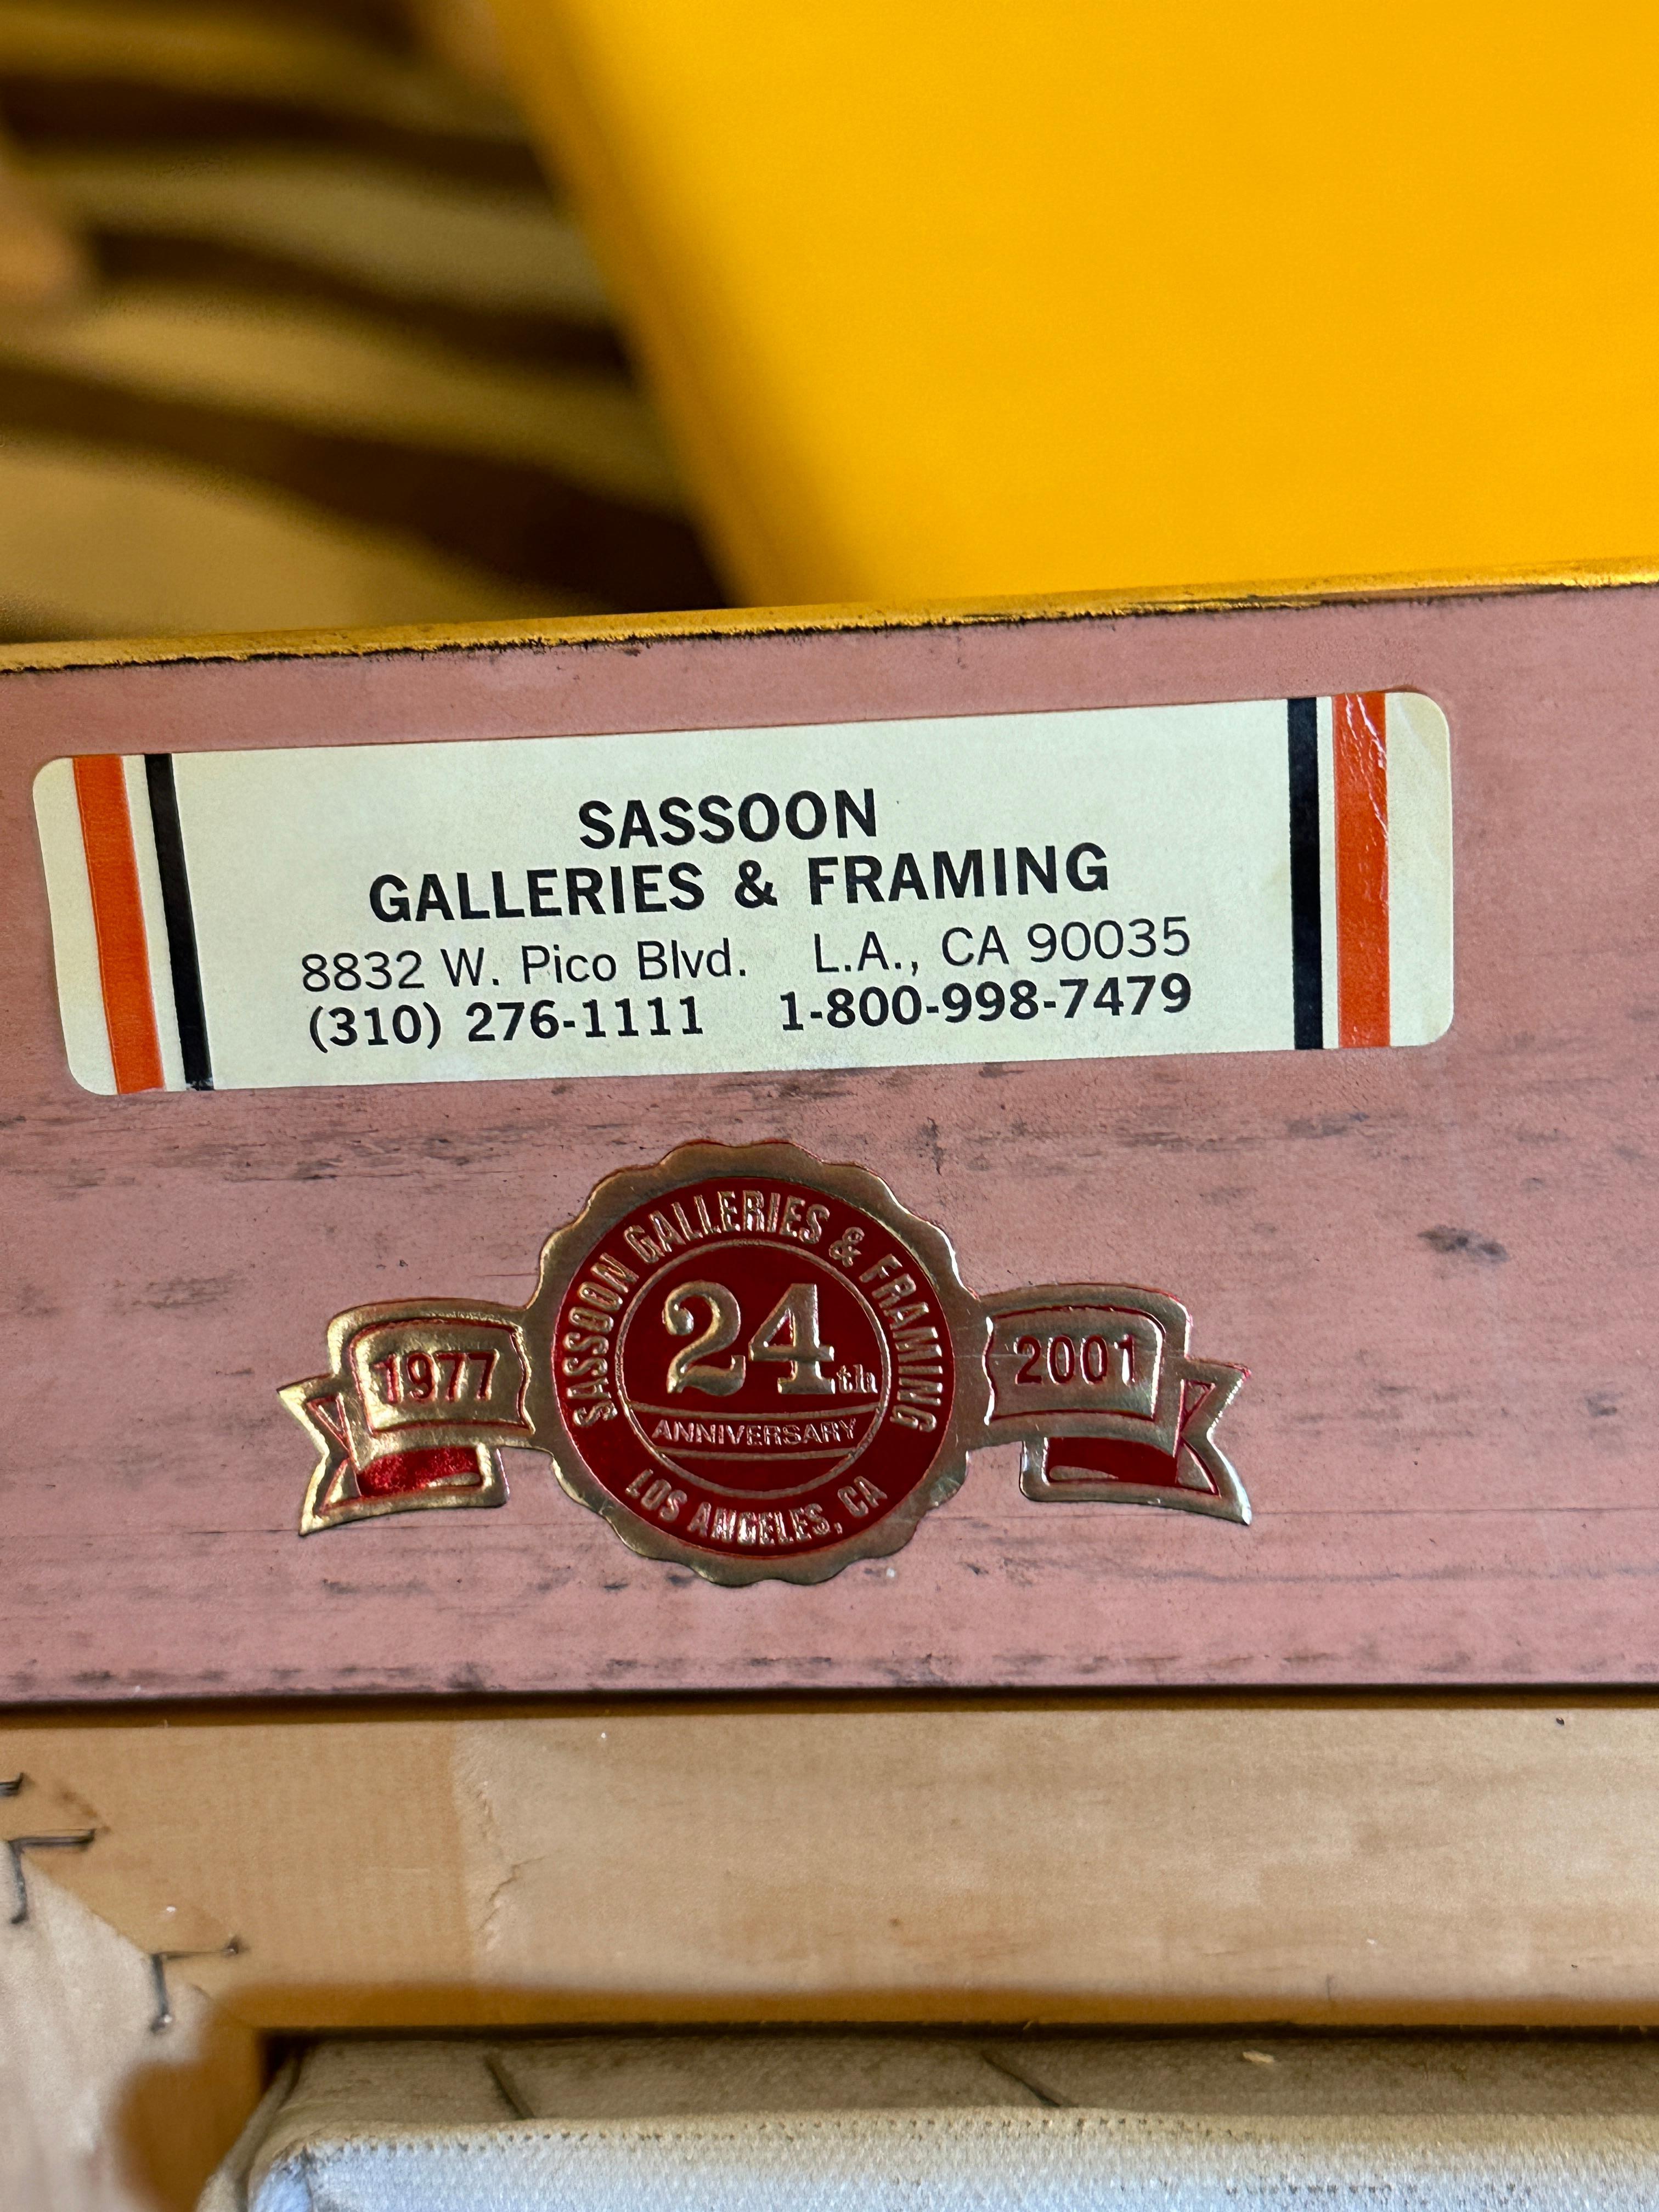 SASSOON
GALLERIES & FRAMING
8832 W. Pico Blvd. L.A., CA 90035
(310) 276-1111 1-800-998-7479
SASSOON GALLERIES & FRAMING
1977
24th
2001
ANNIVERSARY
LOS ANGELES, CA